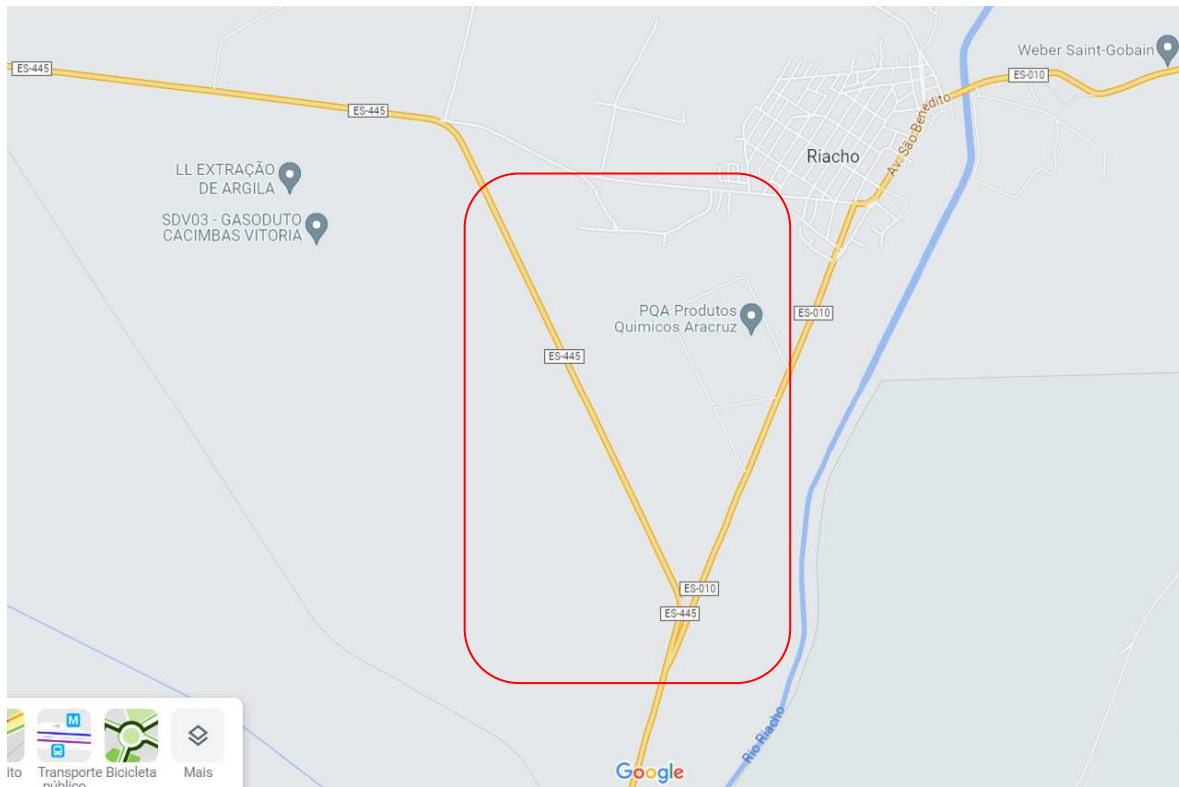 Weber Saint-Gobain
ES-445
ES-010
ES-445
Av. São Benedito
Riacho
LL EXTRAÇÃO
DE ARGILA
SDV03 - GASODUTO
CACIMBAS VITORIA
PQA Produtos
Quimicos Aracruz
ES-010
ES-445
ES-010
ES-445
Rio Riacho
ito
Transporte
público
Bicicleta
Mais
Google